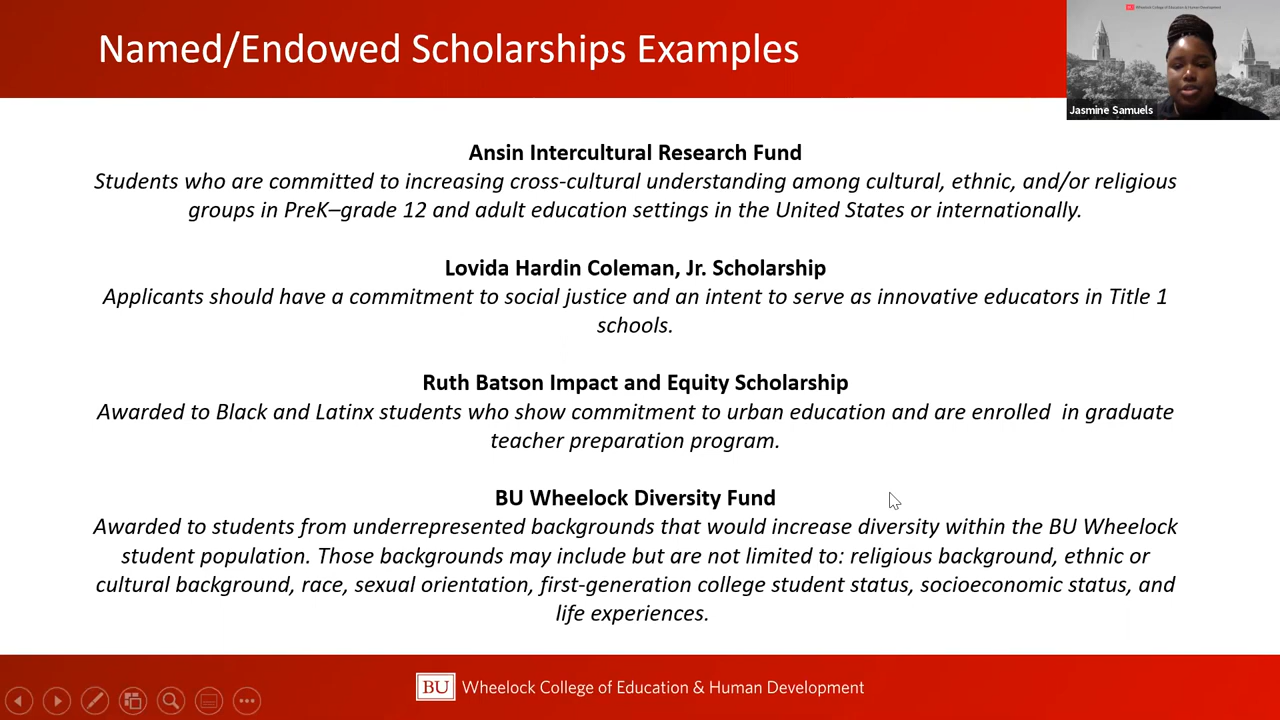 Named/Endowed Scholarships Examples
BU Wheelock College of Education & Human Development
Jasmine Samuels
Ansin Intercultural Research Fund
Students who are committed to increasing cross-cultural understanding among cultural, ethnic, and/or religious
groups in PreK–grade 12 and adult education settings in the United States or internationally.
Lovida Hardin Coleman, Jr. Scholarship
Applicants should have a commitment to social justice and an intent to serve as innovative educators in Title 1
schools.
Ruth Batson Impact and Equity Scholarship
Awarded to Black and Latinx students who show commitment to urban education and are enrolled  in graduate
teacher preparation program.
BU Wheelock Diversity Fund
Awarded to students from underrepresented backgrounds that would increase diversity within the BU Wheelock
student population. Those backgrounds may include but are not limited to: religious background, ethnic or
cultural background, race, sexual orientation, first-generation college student status, socioeconomic status, and
life experiences.
BU Wheelock College of Education & Human Development